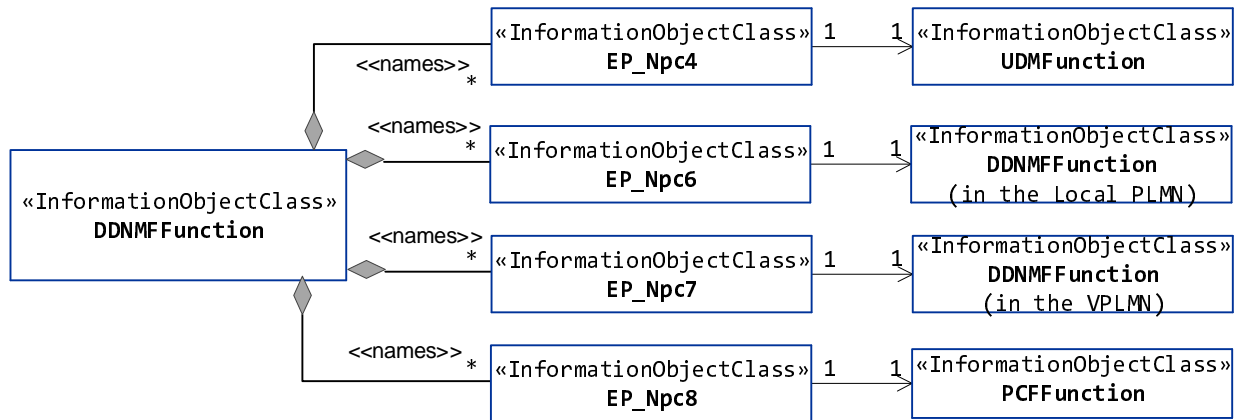 «InformationObjectClass»
EP_Npc4
1 1
«InformationObjectClass»
UDMFunction
<<names>>
*
«InformationObjectClass»
EP_Npc6
1 1
«InformationObjectClass»
DDNMFFunction
(in the Local PLMN)
<<names>>
*
«InformationObjectClass»
DDNMFFunction
«InformationObjectClass»
EP_Npc7
1 1
«InformationObjectClass»
DDNMFFunction
(in the VPLMN)
<<names>>
*
«InformationObjectClass»
EP_Npc8
1 1
«InformationObjectClass»
PCFFunction
<<names>>
*